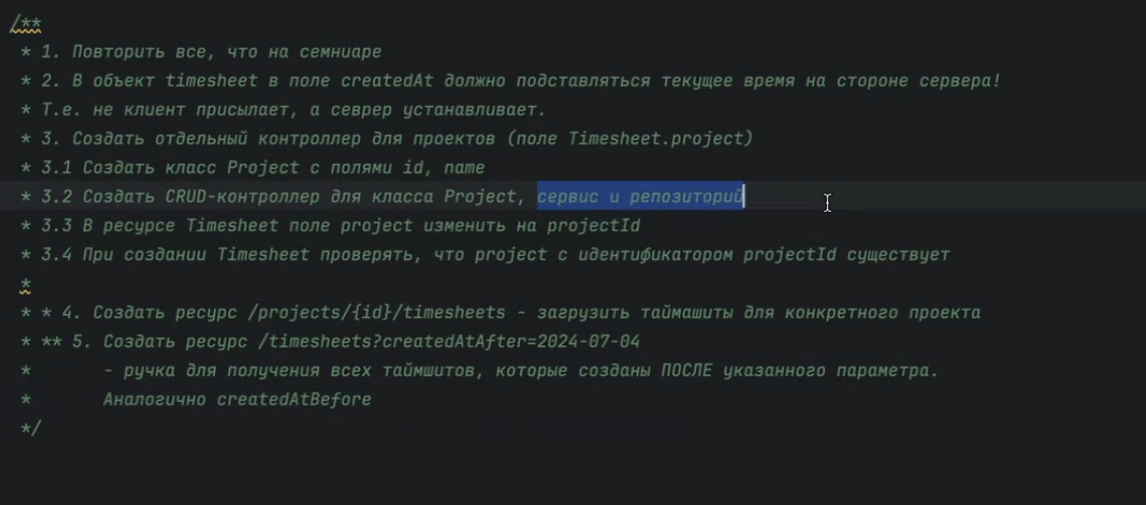 /**
* 1. Повторить все, что на семниаре
* 2. В объект timesheet в поле createdAt должно подставляться текущее время на стороне сервера!
* Т.е. не клиент присылает, а севрер устанавливает.
* 3. Создать отдельный контроллер для проектов (поле Timesheet.project)
* 3.1 Создать класс Project с полями id, name
* 3.2 Создать CRUD-контроллер для класса Project, сервис и репозиторий
* 3.3 В ресурсе Timesheet поле project изменить на projectId
* 3.4 При создании Timesheet проверять, что project с идентификатором projectId существует
*
* * 4. Создать ресурс /projects/{id}/timesheets - загрузить таймашиты для конкретного проекта
* ** 5. Создать ресурс /timesheets?createdAtAfter=2024-07-04
* - ручка для получения всех таймшитов, которые созданы ПОСЛЕ указанного параметра.
* Аналогично createdAtBefore
*/